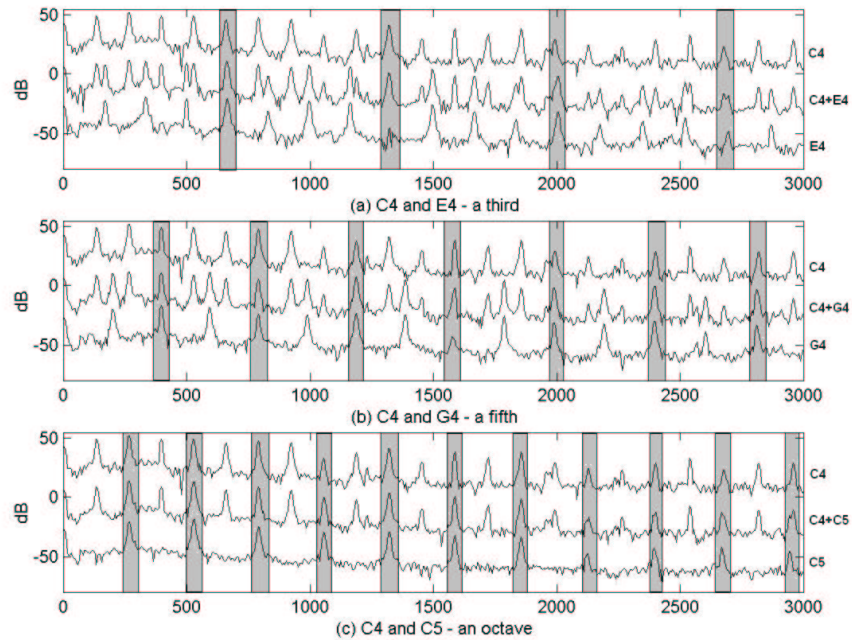 50
C4
0
dB
C4+E4
-50
E4
0 500 1000 1500 2000 2500 3000
(a) C4 and E4 - a third
50
C4
0
dB
C4+G4
-50
G4
0 500 1000 1500 2000 2500 3000
(b) C4 and G4 - a fifth
50
C4
0
dB
C4+C5
-50
C5
0 500 1000 1500 2000 2500 3000
(c) C4 and C5 - an octave